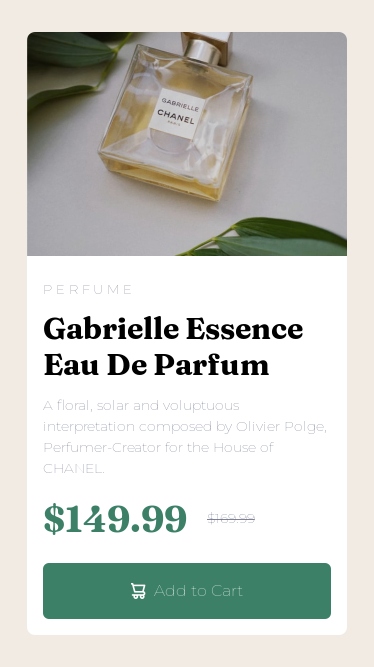 GABRIELLE
CHANEL
PARIS
PERFUME
Gabrielle Essence
Eau De Parfum
A floral, solar and voluptuous
interpretation composed by Olivier Polge,
Perfumer-Creator for the House of
CHANEL.
$149.99 $169.99
Add to Cart